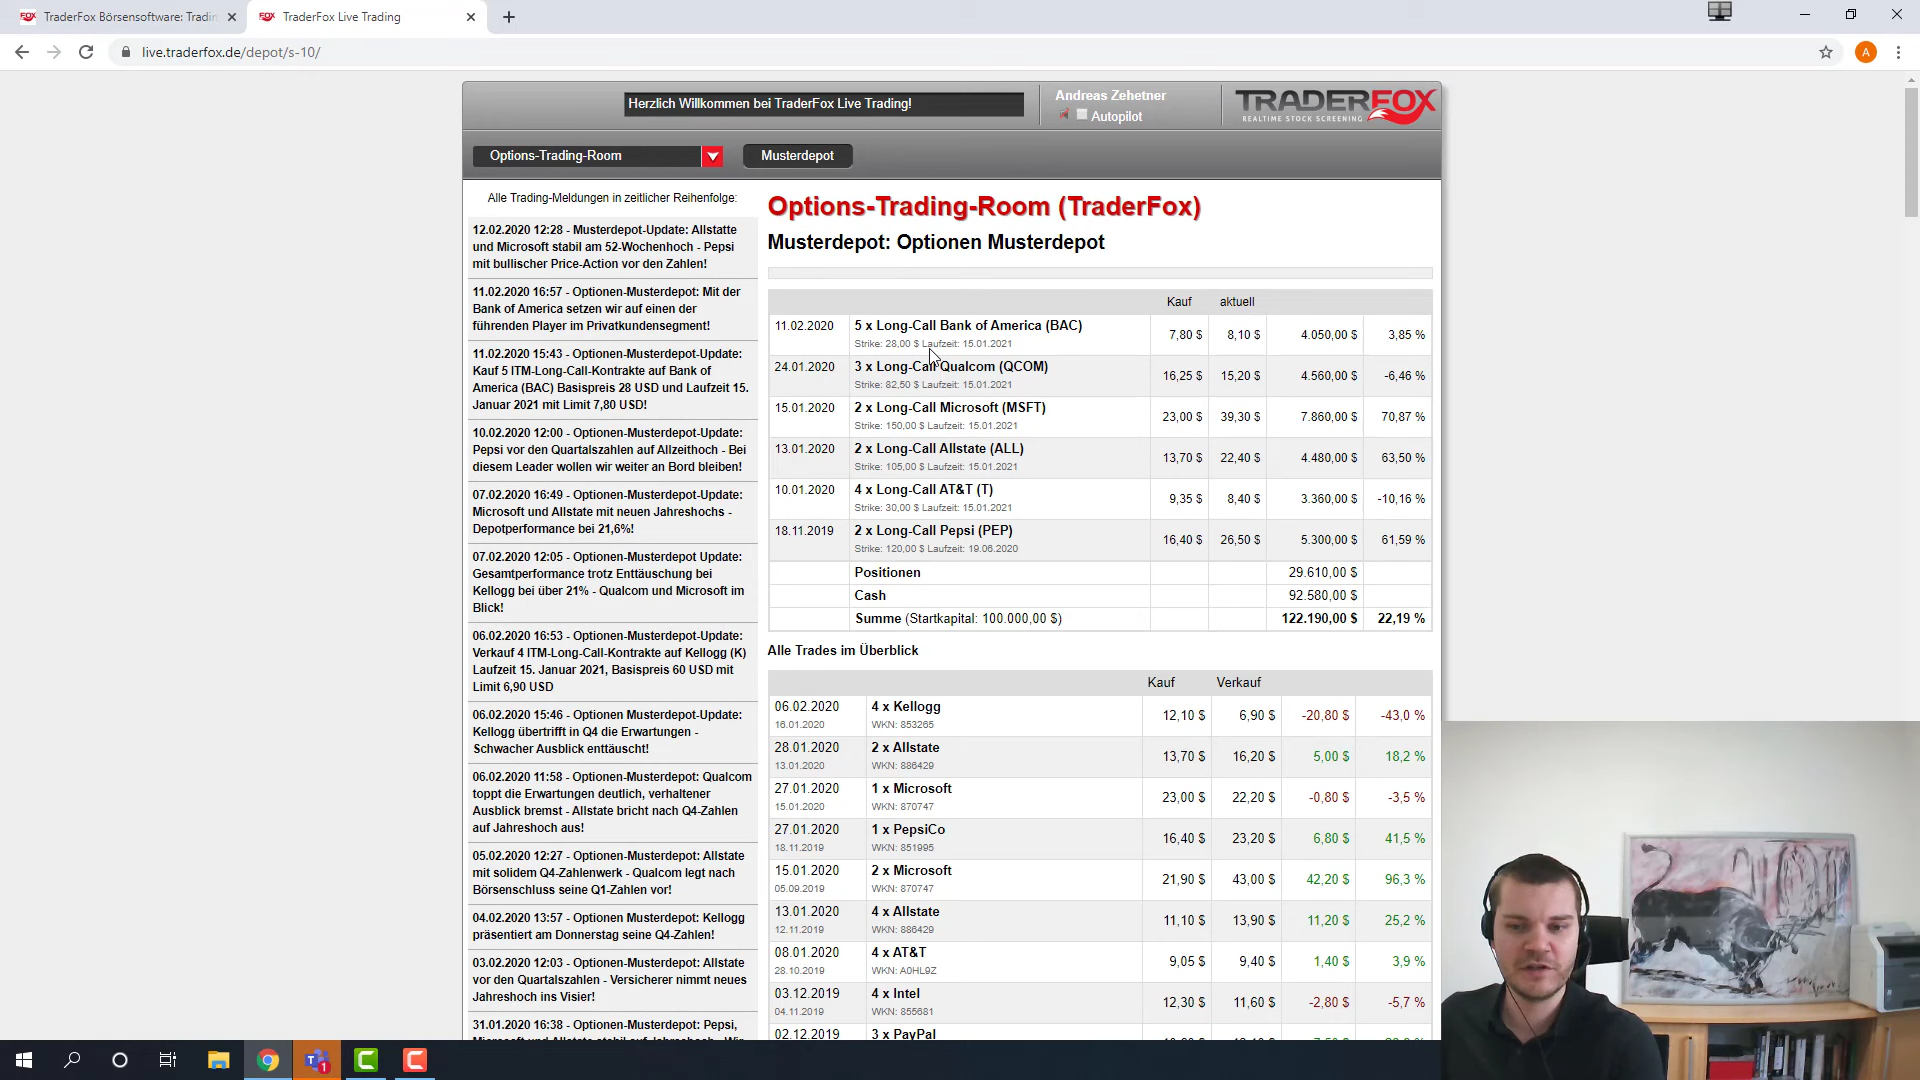 TraderFox Börsensoftware: Tradin
TraderFox Live Trading
live.traderfox.de/depot/s-10/
A
Herzlich Willkommen bei TraderFox Live Trading!
Andreas Zehetner
Autopilot
TRADERFOX
REALTIME STOCK SCREENING
Options-Trading-Room
Musterdepot
Alle Trading-Meldungen in zeitlicher Reihenfolge:
12.02.2020 12:28 - Musterdepot-Update: Allstatte
und Microsoft stabil am 52-Wochenhoch - Pepsi
mit bullischer Price-Action vor den Zahlen!
11.02.2020 16:57 - Optionen-Musterdepot: Mit der
Bank of America setzen wir auf einen der
führenden Player im Privatkundensegment!
11.02.2020 15:43 - Optionen-Musterdepot-Update:
Kauf 5 ITM-Long-Call-Kontrakte auf Bank of
America (BAC) Basispreis 28 USD und Laufzeit 15.
Januar 2021 mit Limit 7,80 USD!
10.02.2020 12:00 - Optionen-Musterdepot-Update:
Pepsi vor den Quartalszahlen auf Allzeithoch - Bei
diesem Leader wollen wir weiter an Bord bleiben!
07.02.2020 16:49 - Optionen-Musterdepot-Update:
Microsoft und Allstate mit neuen Jahreshochs -
Depotperformance bei 21,6%!
07.02.2020 12:05 - Optionen-Musterdepot Update:
Gesamtperformance trotz Enttäuschung bei
Kellogg bei über 21% - Qualcom und Microsoft im
Blick!
06.02.2020 16:53 - Optionen-Musterdepot-Update:
Verkauf 4 ITM-Long-Call-Kontrakte auf Kellogg (K)
Laufzeit 15. Januar 2021, Basispreis 60 USD mit
Limit 6,90 USD
06.02.2020 15:46 - Optionen Musterdepot-Update:
Kellogg übertrifft in Q4 die Erwartungen -
Schwacher Ausblick enttäuscht!
06.02.2020 11:58 - Optionen-Musterdepot: Qualcom
toppt die Erwartungen deutlich, verhaltener
Ausblick bremst - Allstate bricht nach Q4-Zahlen
auf Jahreshoch aus!
05.02.2020 12:27 - Optionen-Musterdepot: Allstate
mit solidem Q4-Zahlenwerk - Qualcom legt nach
Börsenschluss seine Q1-Zahlen vor!
04.02.2020 13:57 - Optionen Musterdepot: Kellogg
präsentiert am Donnerstag seine Q4-Zahlen!
03.02.2020 12:03 - Optionen-Musterdepot: Allstate
vor den Quartalszahlen - Versicherer nimmt neues
Jahreshoch ins Visier!
31.01.2020 16:38 - Optionen-Musterdepot: Pepsi,
Options-Trading-Room (TraderFox)
Musterdepot: Optionen Musterdepot
Kauf aktuell
11.02.2020 5 x Long-Call Bank of America (BAC) 7,80 $ 8,10 $ 4.050,00 $ 3,85 %
Strike: 28,00 $ Laufzeit: 15.01.2021
24.01.2020 3 x Long-Call Qualcom (QCOM) 16,25 $ 15,20 $ 4.560,00 $ -6,46 %
Strike: 82,50 $ Laufzeit: 15.01.2021
15.01.2020 2 x Long-Call Microsoft (MSFT) 23,00 $ 39,30 $ 7.860,00 $ 70,87 %
Strike: 150,00 $ Laufzeit: 15.01.2021
13.01.2020 2 x Long-Call Allstate (ALL) 13,70 $ 22,40 $ 4.480,00 $ 63,50 %
Strike: 105,00 $ Laufzeit: 15.01.2021
10.01.2020 4 x Long-Call AT&T (T) 9,35 $ 8,40 $ 3.360,00 $ -10,16 %
Strike: 30,00 $ Laufzeit: 15.01.2021
18.11.2019 2 x Long-Call Pepsi (PEP) 16,40 $ 26,50 $ 5.300,00 $ 61,59 %
Strike: 120,00 $ Laufzeit: 19.06.2020
Positionen 29.610,00 $
Cash 92.580,00 $
Summe (Startkapital: 100.000,00 $) 122.190,00 $ 22,19 %
Alle Trades im Überblick
Kauf Verkauf
06.02.2020 4 x Kellogg 12,10 $ 6,90 $ -20,80 $ -43,0 %
16.01.2020 WKN: 853265
28.01.2020 2 x Allstate 13,70 $ 16,20 $ 5,00 $ 18,2 %
13.01.2020 WKN: 886429
27.01.2020 1 x Microsoft 23,00 $ 22,20 $ -0,80 $ -3,5 %
15.01.2020 WKN: 870747
27.01.2020 1 x PepsiCo 16,40 $ 23,20 $ 6,80 $ 41,5 %
18.11.2019 WKN: 851995
15.01.2020 2 x Microsoft 21,90 $ 43,00 $ 42,20 $ 96,3 %
05.09.2019 WKN: 870747
13.01.2020 4 x Allstate 11,10 $ 13,90 $ 11,20 $ 25,2 %
12.11.2019 WKN: 886429
08.01.2020 4 x AT&T 9,05 $ 9,40 $ 1,40 $ 3,9 %
28.10.2019 WKN: A0HL9Z
03.12.2019 4 x Intel 12,30 $ 11,60 $ -2,80 $ -5,7 %
04.11.2019 WKN: 855681
02.12.2019 3 x PayPal